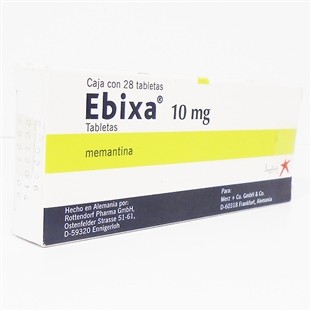 Caja con 28 tabletas
Ebixa® 10 mg
Tabletas
memantina
Hecho en Alemania por:
Rottendorf Pharma GmbH,
Ostenfelder Strasse 51-61,
D-59320 Ennigerloh
Para:
Merz + Co. GmbH & Co.
D-60318 Frankfurt, Alemania